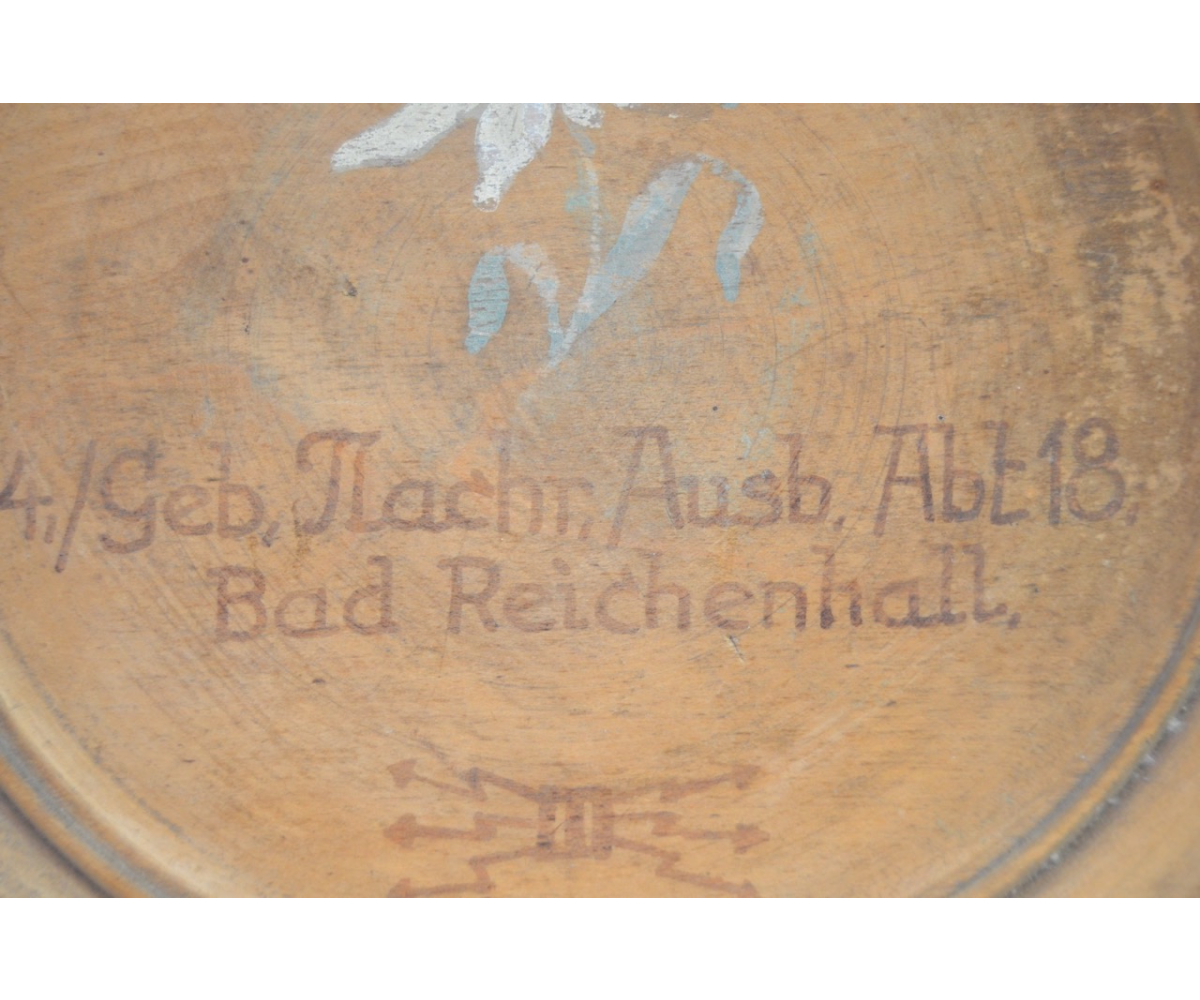 4,/Geb, Nachr, Ausb, Abt 18,
Bad Reichenhall,